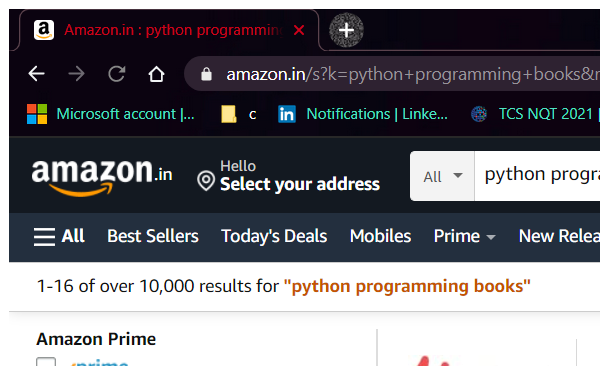 Amazon.in : python programmin
amazon.in/s?k=python+programming+books&r
Microsoft account |... c Notifications | Linke... TCS NQT 2021 |
amazon.in Hello Select your address All python progra
All Best Sellers Today's Deals Mobiles Prime New Relea
1-16 of over 10,000 results for "python programming books"
Amazon Prime
prime